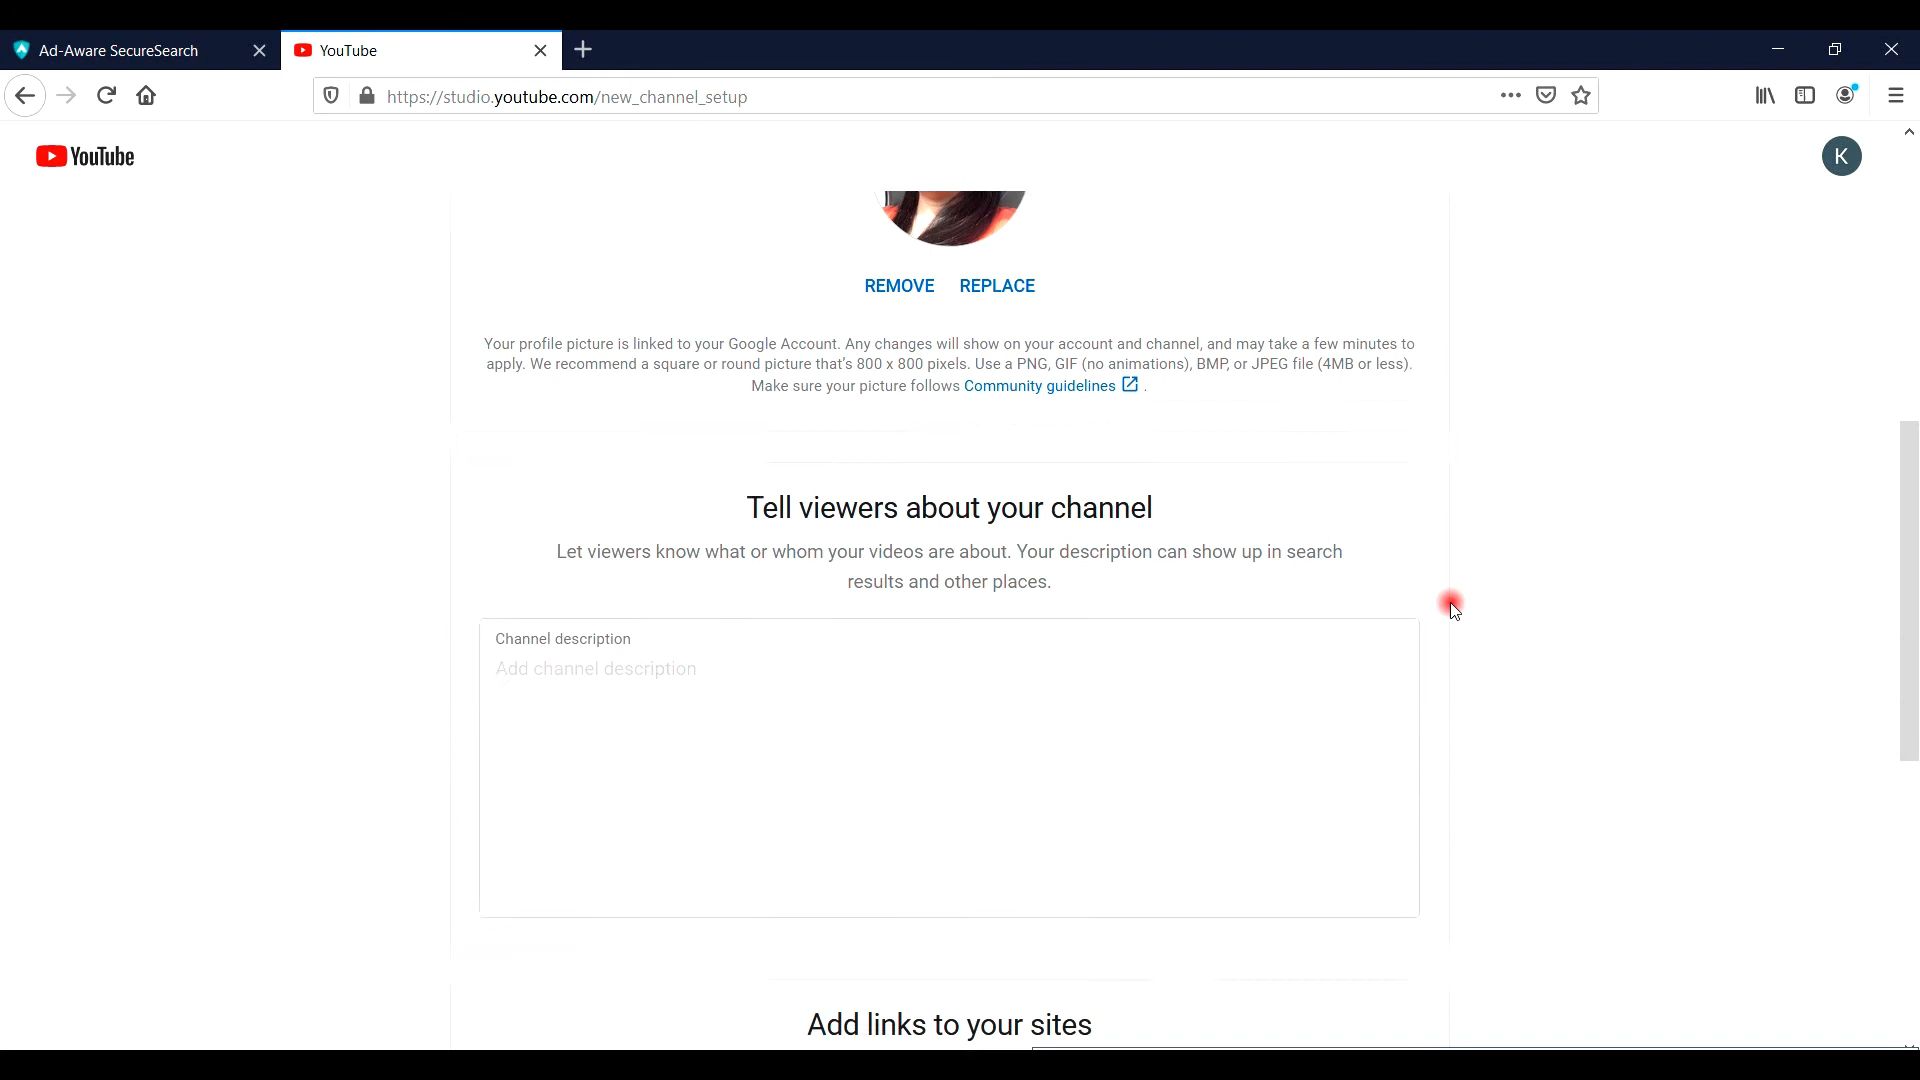 Ad-Aware SecureSearch
YouTube
https://studio.youtube.com/new_channel_setup
YouTube
K
REMOVE REPLACE
Your profile picture is linked to your Google Account. Any changes will show on your account and channel, and may take a few minutes to
apply. We recommend a square or round picture that's 800 x 800 pixels. Use a PNG, GIF (no animations), BMP, or JPEG file (4MB or less).
Make sure your picture follows Community guidelines .
Tell viewers about your channel
Let viewers know what or whom your videos are about. Your description can show up in search
results and other places.
Channel description
Add channel description
Add links to your sites